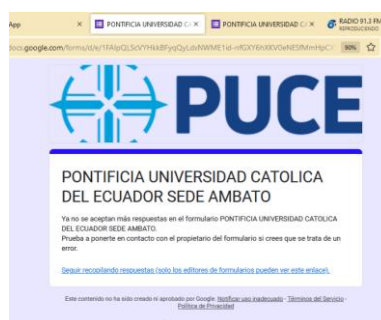 App
PONTIFICIA UNIVERSIDAD C
PONTIFICIA UNIVERSIDAD C
RADIO 91.3 FM
REPRODUCIENDO
docs.google.com/forms/d/e/
90%
PUCE
PONTIFICIA UNIVERSIDAD CATOLICA
DEL ECUADOR SEDE AMBATO
Ya no se aceptan más respuestas en el formulario PONTIFICIA UNIVERSIDAD CATOLICA
DEL ECUADOR SEDE AMBATO.
Prueba a ponerte en contacto con el propietario del formulario si crees que se trata de un
error.
Seguir recopilando respuestas (solo los editores de formularios pueden ver este enlace).
Este contenido no ha sido creado ni aprobado por Google. Notificar uso inadecuado - Términos del Servicio -
Política de Privacidad